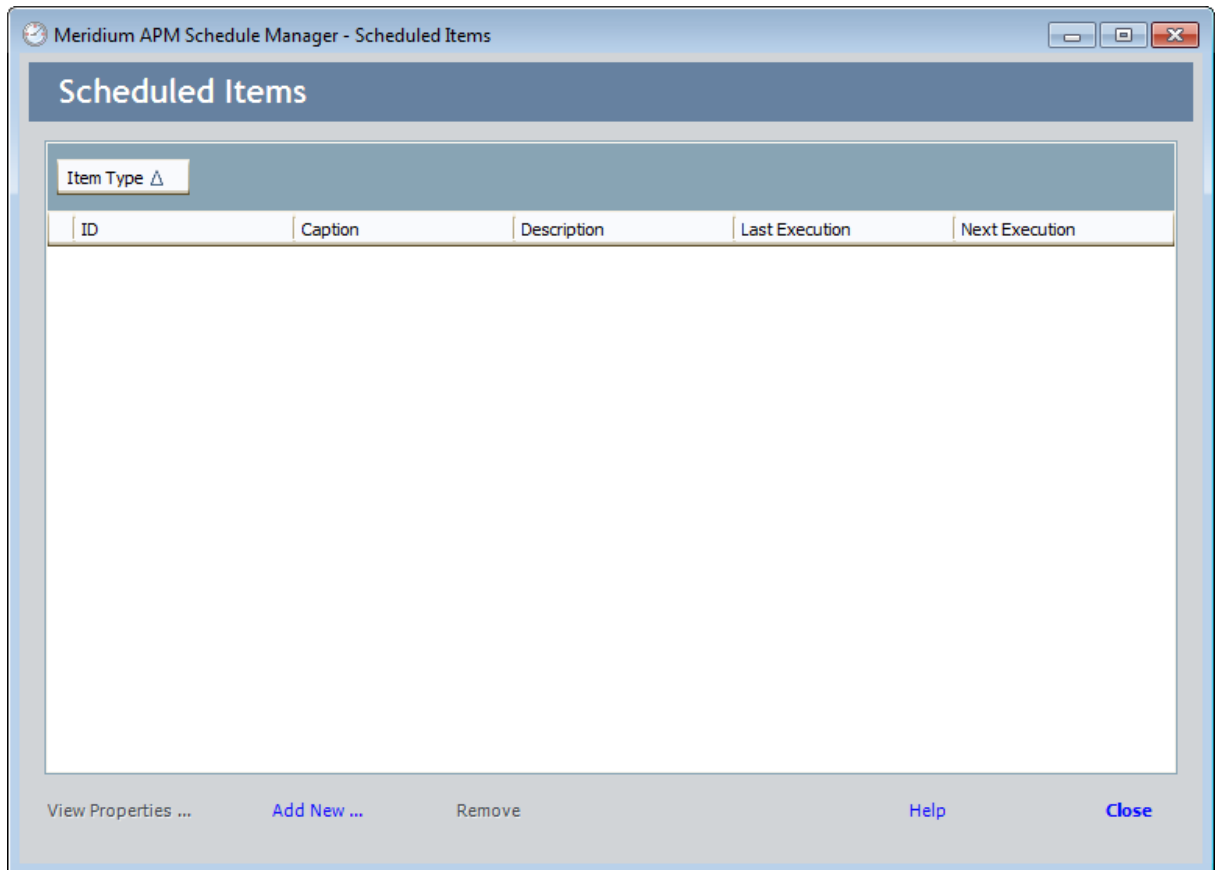 Meridium APM Schedule Manager - Scheduled Items
Scheduled Items
Item Type
ID Caption Description Last Execution Next Execution
View Properties ... Add New ... Remove Help Close